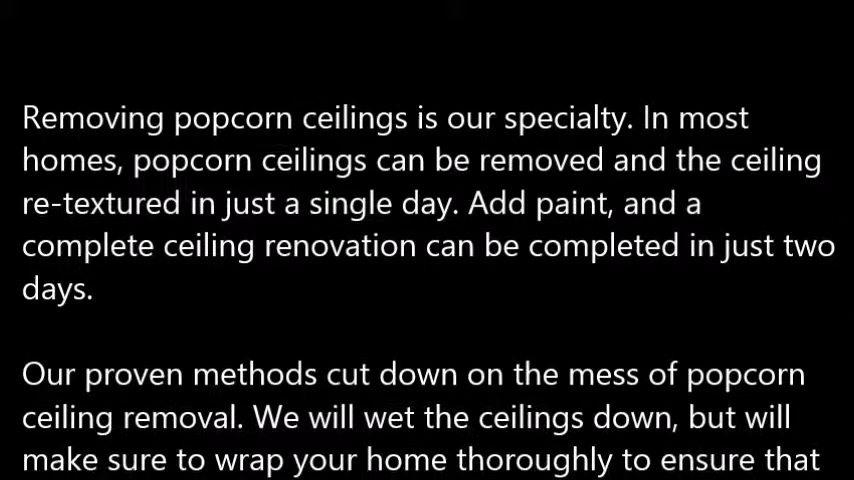 Removing popcorn ceilings is our specialty. In most
homes, popcorn ceilings can be removed and the ceiling
re-textured in just a single day. Add paint, and a
complete ceiling renovation can be completed in just two
days.
Our proven methods cut down on the mess of popcorn
ceiling removal. We will wet the ceilings down, but will
make sure to wrap your home thoroughly to ensure that